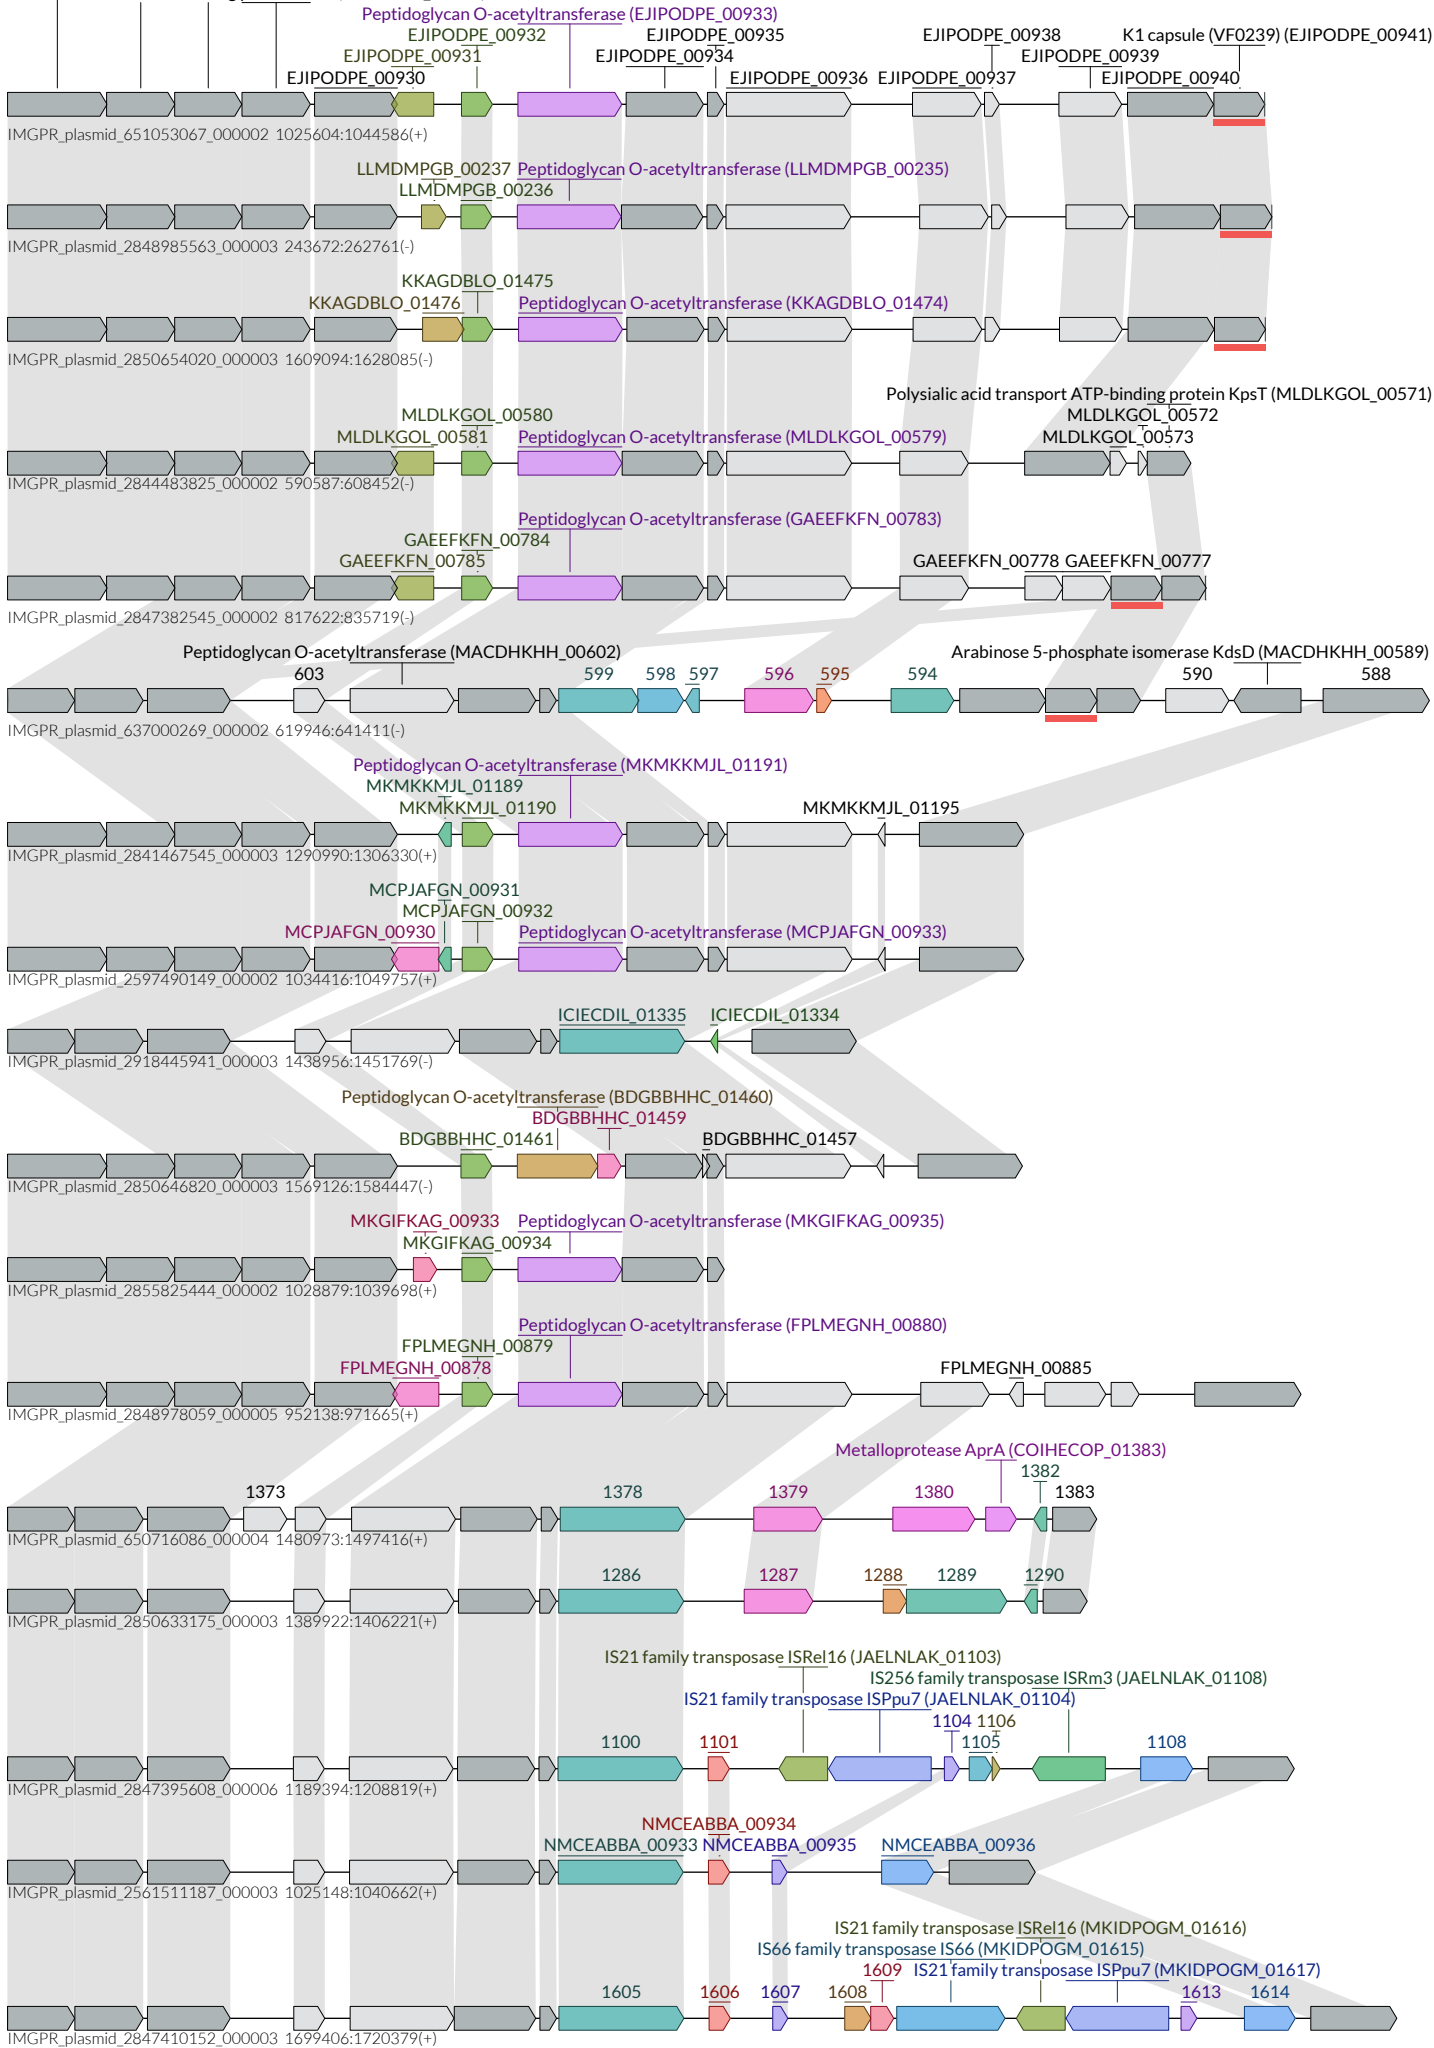 Peptidoglycan O-acetyltransferase (EJIPODPE_00933)
EJIPODPE_00932 EJIPODPE_00935 EJIPODPE_00938 K1 capsule (VF0239) (EJIPODPE_00941)
EJIPODPE_00931 EJIPODPE_00934 EJIPODPE_00939
EJIPODPE_00930 EJIPODPE_00936 EJIPODPE_00937 EJIPODPE_00940
IMGPR_plasmid_651053067_000002 1025604:1044586(+)
LLMDMPGB_00237 Peptidoglycan O-acetyltransferase (LLMDMPGB_00235)
LLMDMPGB_00236
IMGPR_plasmid_2848985563_000003 243672:262761(-)
KKAGDBLO_01475
KKAGDBLO_01476 Peptidoglycan O-acetyltransferase (KKAGDBLO_01474)
IMGPR_plasmid_2850654020_000003 1609094:1628085(-)
Polysialic acid transport ATP-binding protein KpsT (MLDLKGOL_00571)
MLDLKGOL_00580 MLDLKGOL_00572
MLDLKGOL_00581 Peptidoglycan O-acetyltransferase (MLDLKGOL_00579) MLDLKGOL_00573
IMGPR_plasmid_2844483825_000002 590587:608452(-)
Peptidoglycan O-acetyltransferase (GAEEFKFN_00783)
GAEEFKFN_00784
GAEEFKFN_00785 GAEEFKFN_00778 GAEEFKFN_00777
IMGPR_plasmid_2847382545_000002 817622:835719(-)
Peptidoglycan O-acetyltransferase (MACDHKHH_00602) Arabinose 5-phosphate isomerase KdsD (MACDHKHH_00589)
603 599 598 597 596 595 594 590 588
IMGPR_plasmid_637000269_000002 619946:641411(-)
Peptidoglycan O-acetyltransferase (MKMKKMJL_01191)
MKMKKMJL_01189
MKMKKMJL_01190 MKMKKMJL_01195
IMGPR_plasmid_2841467545_000003 1290990:1306330(+)
MCPJAFGN_00931
MCPJAFGN_00932
MCPJAFGN_00930 Peptidoglycan O-acetyltransferase (MCPJAFGN_00933)
IMGPR_plasmid_2597490149_000002 1034416:1049757(+)
ICIECDIL_01335 ICIECDIL_01334
IMGPR_plasmid_2918445941_000003 1438956:1451769(-)
Peptidoglycan O-acetyltransferase (BDGBBHHC_01460)
BDGBBHHC_01459
BDGBBHHC_01461 BDGBBHHC_01457
IMGPR_plasmid_2850646820_000003 1569126:1584447(-)
MKGIFKAG_00933 Peptidoglycan O-acetyltransferase (MKGIFKAG_00935)
MKGIFKAG_00934
IMGPR_plasmid_2855825444_000002 1028879:1039698(+)
Peptidoglycan O-acetyltransferase (FPLMEGNH_00880)
FPLMEGNH_00879
FPLMEGNH_00878 FPLMEGNH_00885
IMGPR_plasmid_2848978059_000005 952138:971665(+)
Metalloprotease AprA (COIHECOP_01383)
1382
1373 1378 1379 1380 1383
IMGPR_plasmid_650716086_000004 1480973:1497416(+)
1286 1287 1288 1289 1290
IMGPR_plasmid_2850633175_000003 1389922:1406221(+)
IS21 family transposase ISRel16 (JAELNLAK_01103)
IS256 family transposase ISRm3 (JAELNLAK_01108)
IS21 family transposase ISPpu7 (JAELNLAK_01104)
1104 1106
1100 1101 1105 1108
IMGPR_plasmid_2847395608_000006 1189394:1208819(+)
NMCEABBA_00934
NMCEABBA_00933 NMCEABBA_00935 NMCEABBA_00936
IMGPR_plasmid_2561511187_000003 1025148:1040662(+)
IS21 family transposase ISRel16 (MKIDPOGM_01616)
IS66 family transposase IS66 (MKIDPOGM_01615)
1609 IS21 family transposase ISPpu7 (MKIDPOGM_01617)
1605 1606 1607 1608 1613 1614
IMGPR_plasmid_2847410152_000003 1699406:1720379(+)